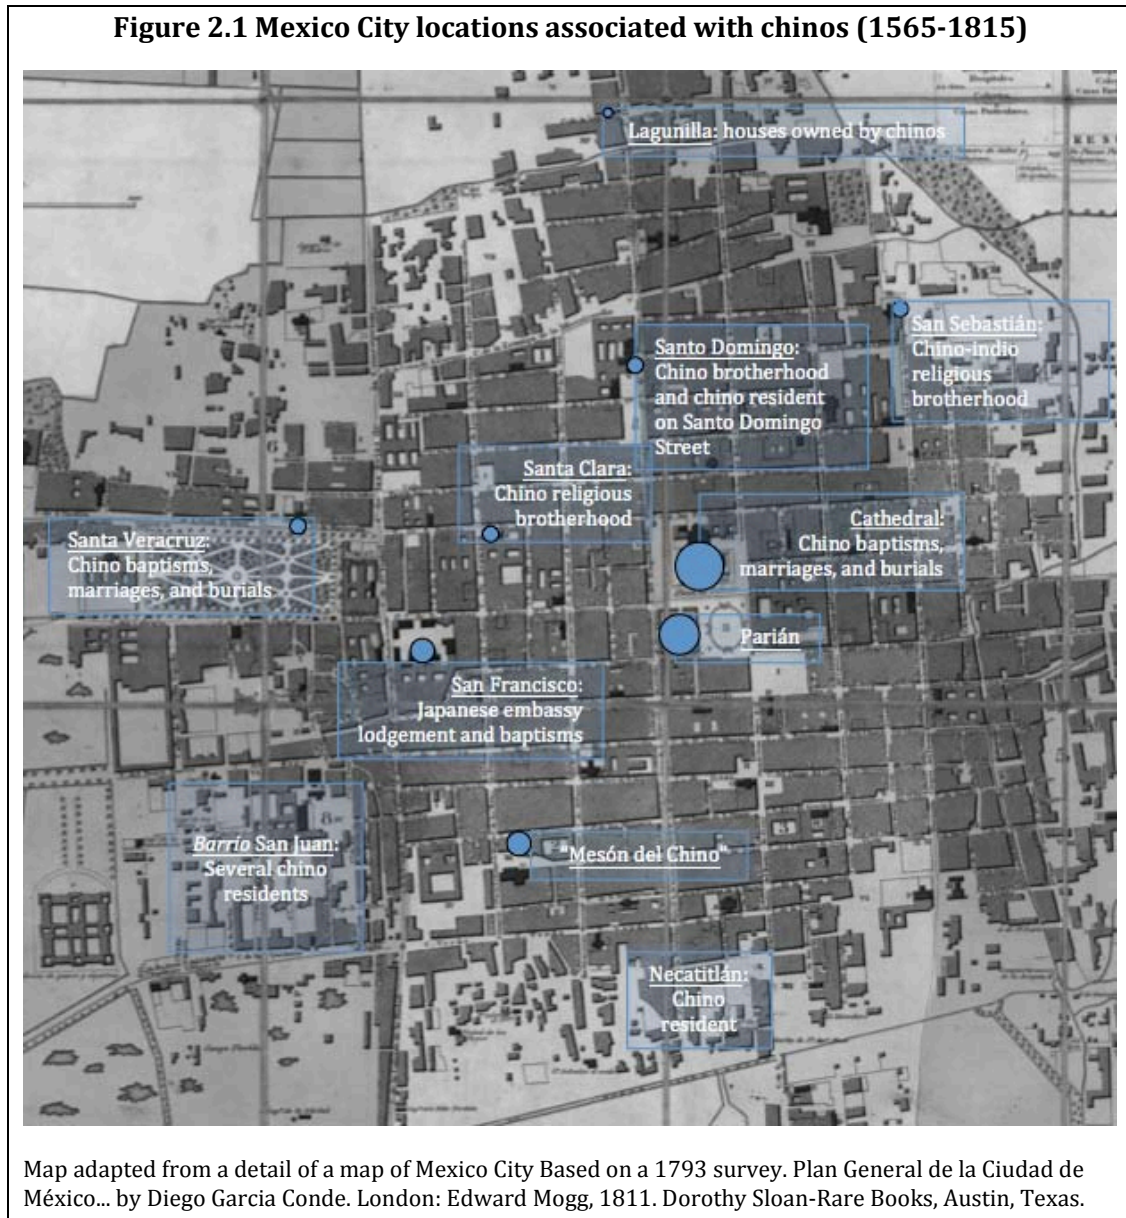 Figure 2.1 Mexico City locations associated with chinos (1565-1815)
Lagunilla: houses owned by chinos
San Sebastián:
Chino-indio
religious
brotherhood
Santo Domingo:
Chino brotherhood
and chino resident
on Santo Domingo
Street
Santa Clara:
Chino religious
brotherhood
Cathedral:
Chino baptisms,
marriages, and burials
Santa Veracruz:
Chino baptisms,
marriages, and burials
Parián
San Francisco:
Japanese embassy
lodgement and baptisms
Barrio San Juan:
Several chino
residents
"Mesón del Chino"
Necatitlán:
Chino
resident
Map adapted from a detail of a map of Mexico City Based on a 1793 survey. Plan General de la Ciudad de
México... by Diego Garcia Conde. London: Edward Mogg, 1811. Dorothy Sloan-Rare Books, Austin, Texas.